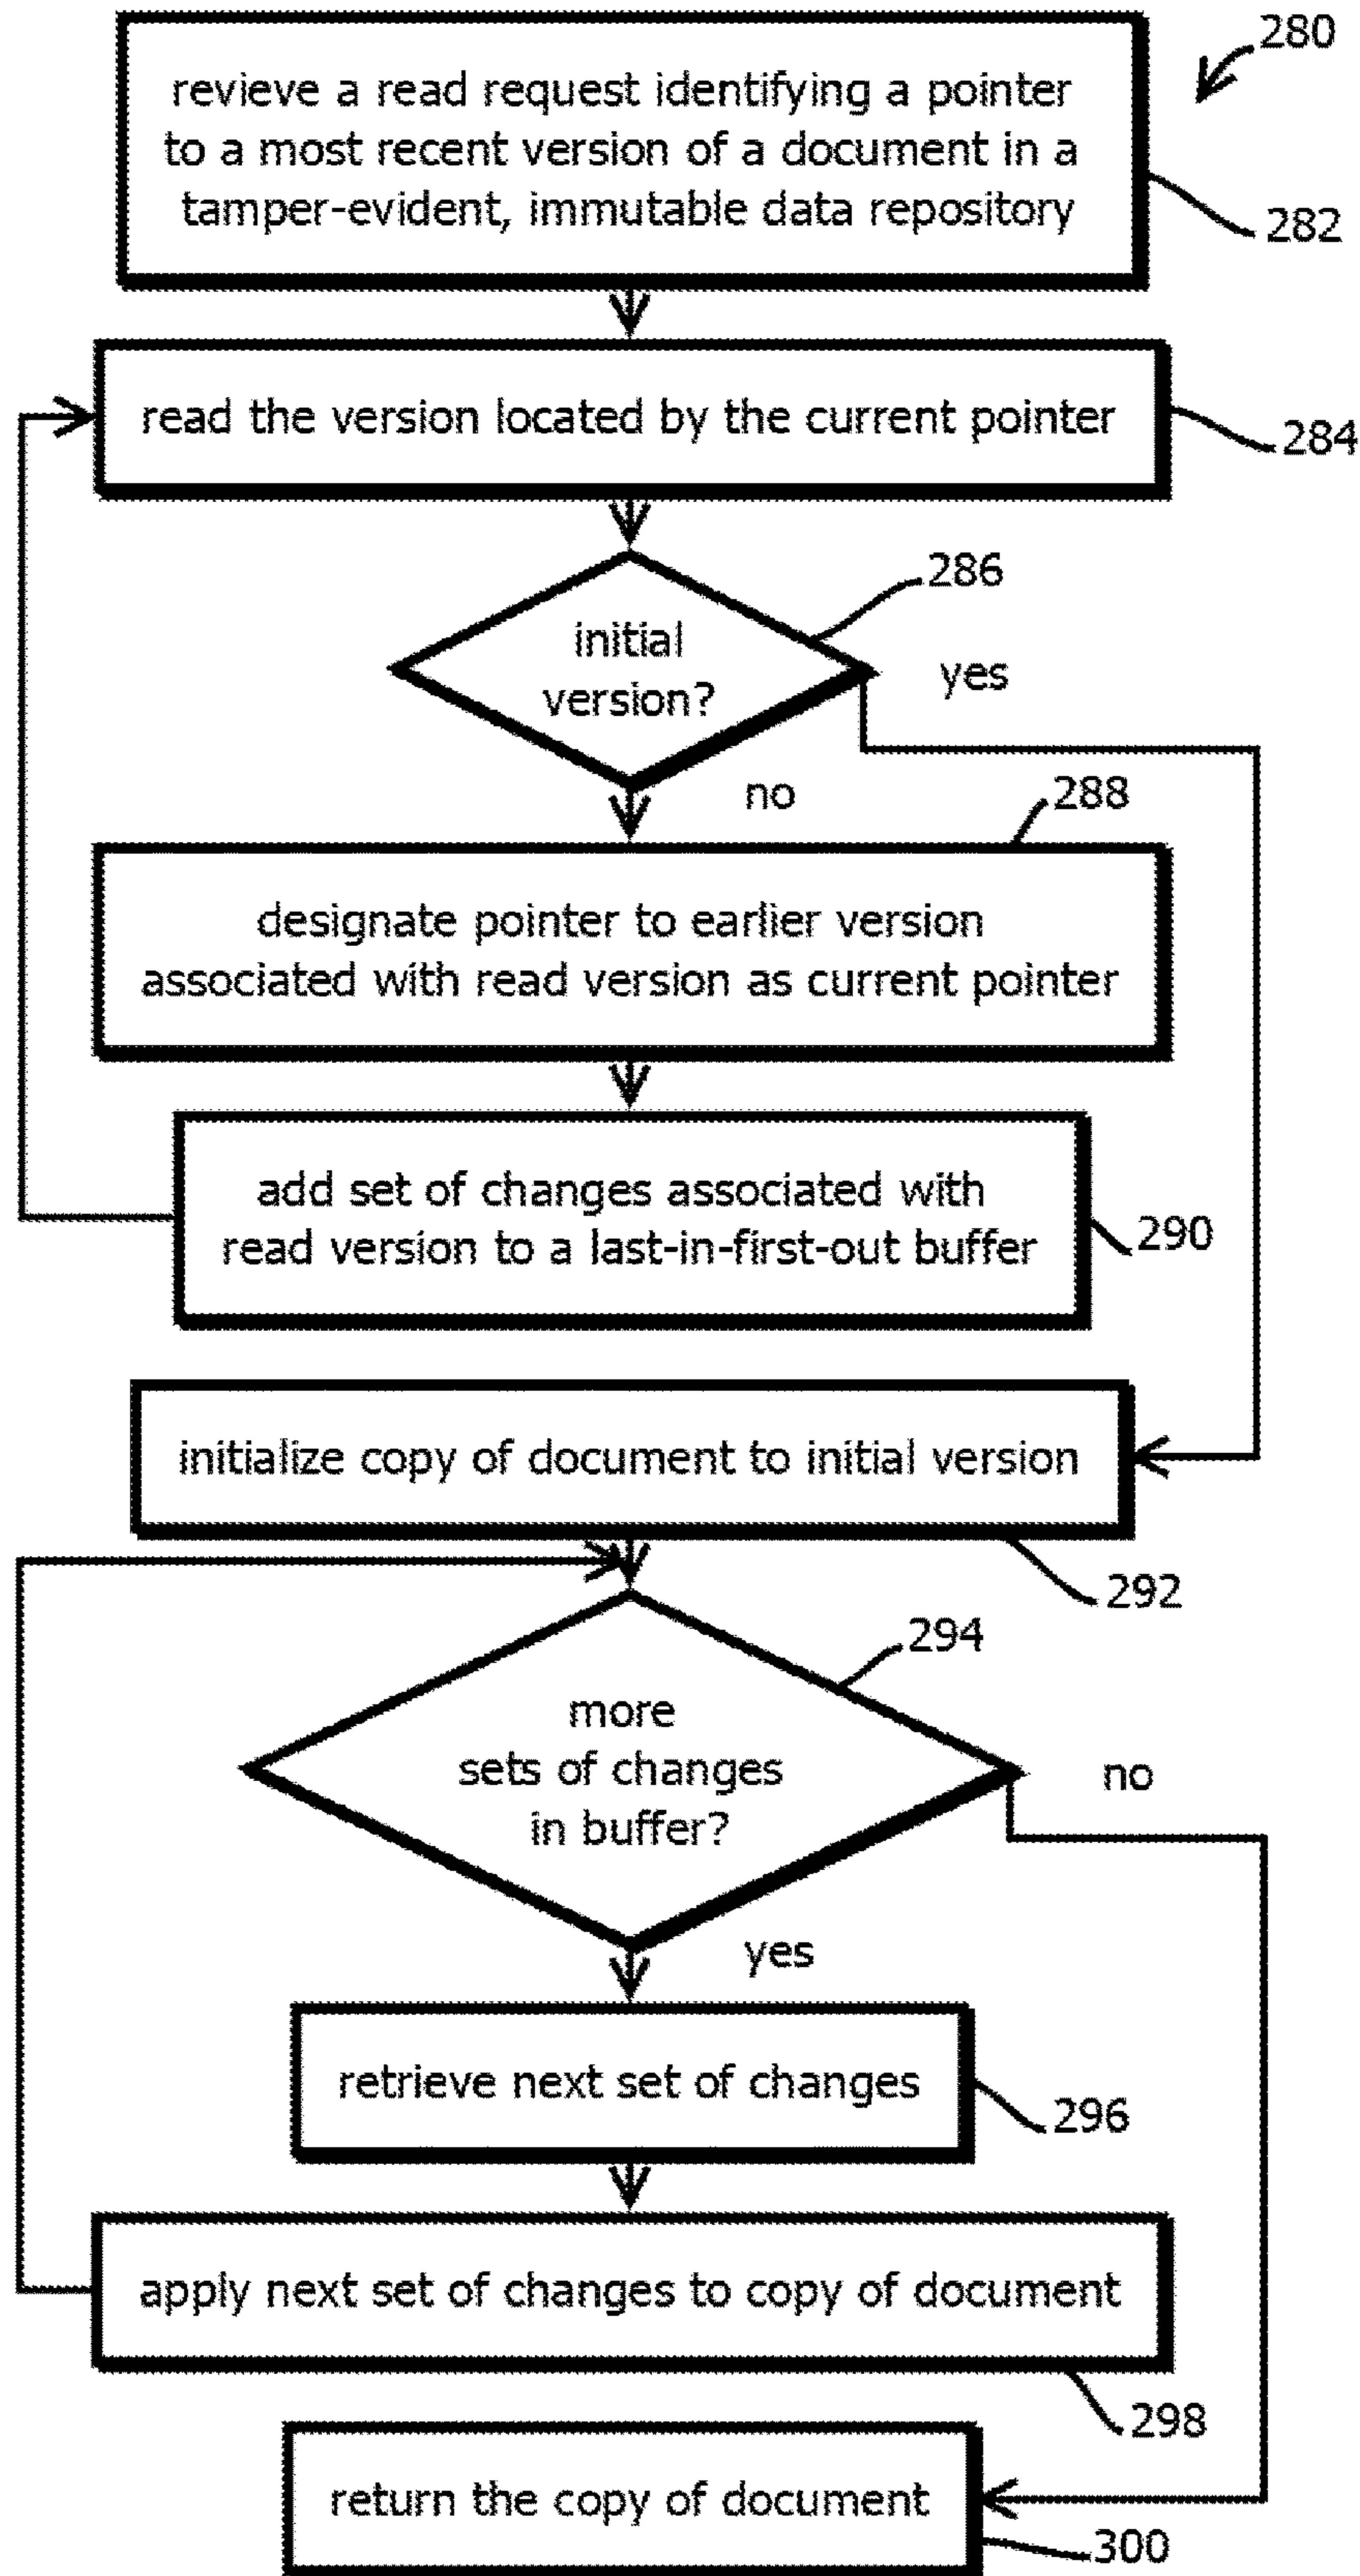 280
revieve a read request identifying a pointer
to a most recent version of a document in a
tamper-evident, immutable data repository
282
read the version located by the current pointer
284
286
initial
version?
yes
no
288
designate pointer to earlier version
associated with read version as current pointer
add set of changes associated with
read version to a last-in-first-out buffer
290
initialize copy of document to initial version
292
294
more
sets of changes
in buffer?
no
yes
retrieve next set of changes
296
apply next set of changes to copy of document
298
return the copy of document
300